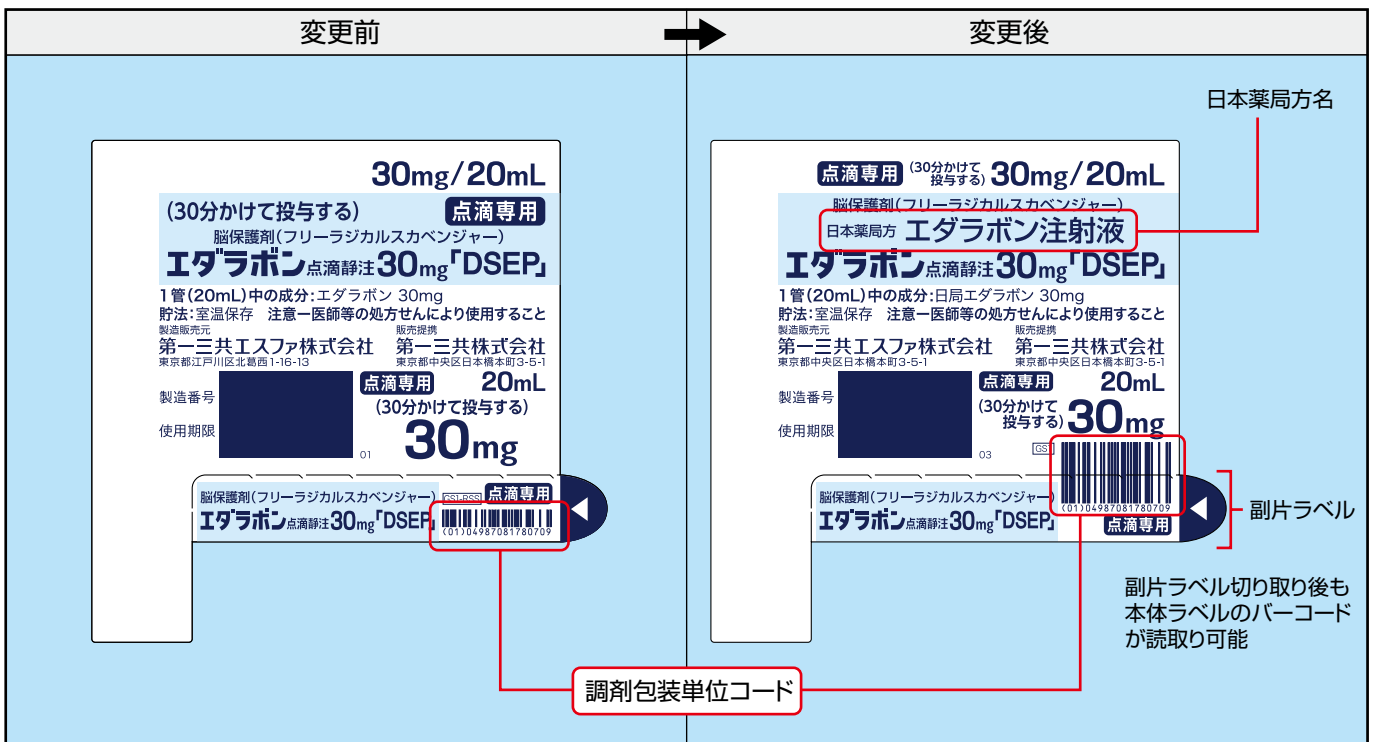 変更前
変更後
30mg/20mL
(30分かけて投与する) 点滴専用
脳保護剤(フリーラジカルスカベンジャー)
エダラボン点滴静注30mg「DSEP」
1管(20mL)中の成分:エダラボン 30mg
貯法:室温保存 注意ー医師等の処方せんにより使用すること
製造販売元 販売提携
第一三共エスファ株式会社 第一三共株式会社
東京都江戸川区北葛西1-16-13 東京都中央区日本橋本町3-5-1
点滴専用 20mL
製造番号
(30分かけて投与する)
使用期限
30mg
01
脳保護剤(フリーラジカルスカベンジャー) GS1-RSS 点滴専用
エダラボン点滴静注30mg「DSEP」
(01)04987081780709
日本薬局方名
点滴専用 (30分かけて投与する) 30mg/20mL
脳保護剤(フリーラジカルスカベンジャー)
日本薬局方 エダラボン注射液
エダラボン点滴静注30mg「DSEP」
1管(20mL)中の成分:日局エダラボン 30mg
貯法:室温保存 注意ー医師等の処方せんにより使用すること
製造販売元 販売提携
第一三共エスファ株式会社 第一三共株式会社
東京都中央区日本橋本町3-5-1 東京都中央区日本橋本町3-5-1
点滴専用 20mL
製造番号
(30分かけて
投与する) 30mg
使用期限
03
脳保護剤(フリーラジカルスカベンジャー)
エダラボン点滴静注30mg「DSEP」
(01)04987081780709
点滴専用
副片ラベル
副片ラベル切り取り後も
本体ラベルのバーコード
が読取り可能
調剤包装単位コード